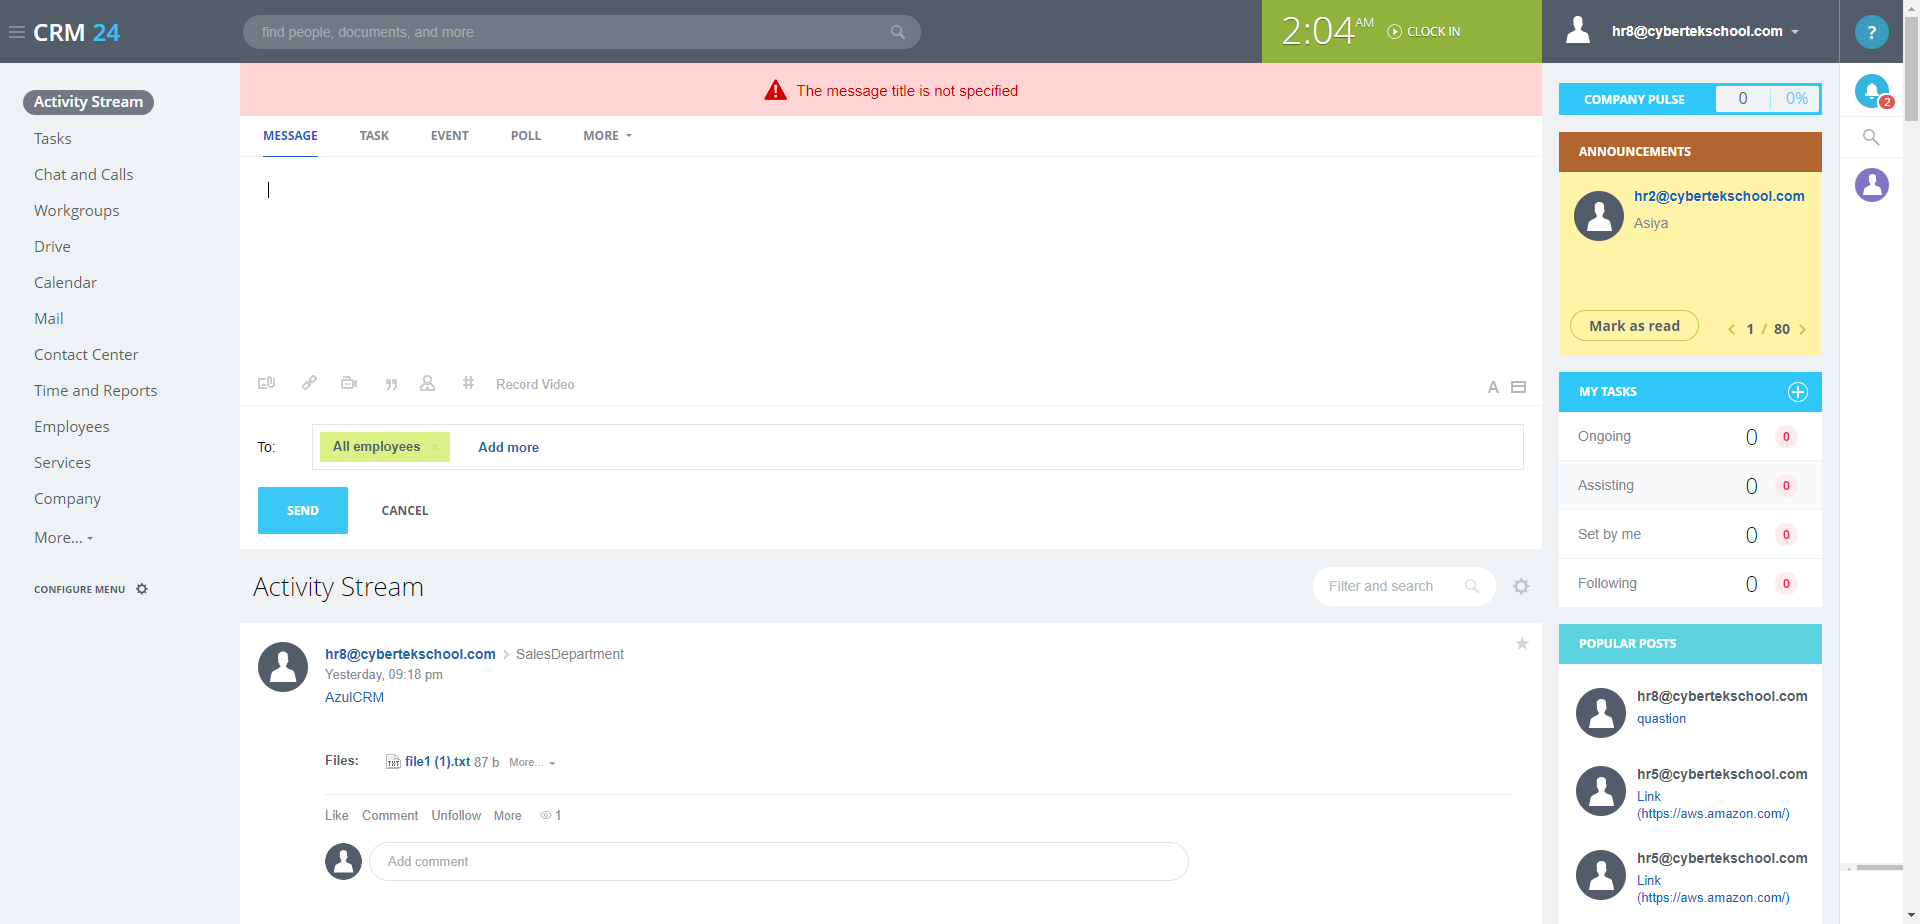 CRM 24
find people, documents, and more
2:04 AM CLOCK IN
hr8@cybertekschool.com
?
2
Activity Stream
Tasks
Chat and Calls
Workgroups
Drive
Calendar
Mail
Contact Center
Time and Reports
Employees
Services
Company
More...
CONFIGURE MENU
The message title is not specified
MESSAGE TASK EVENT POLL MORE
Record Video
A
To: All employees × Add more
SEND CANCEL
Activity Stream
Filter and search
hr8@cybertekschool.com > SalesDepartment
Yesterday, 09:18 pm
AzulCRM
Files: TXT file1 (1).txt 87 b More...
Like Comment Unfollow More 1
Add comment
COMPANY PULSE 0 0%
ANNOUNCEMENTS
hr2@cybertekschool.com
Asiya
Mark as read < 1 / 80 >
MY TASKS
Ongoing 0 0
Assisting 0 0
Set by me 0 0
Following 0 0
POPULAR POSTS
hr8@cybertekschool.com
quastion
hr5@cybertekschool.com
Link
(https://aws.amazon.com/)
hr5@cybertekschool.com
Link
(https://aws.amazon.com/)